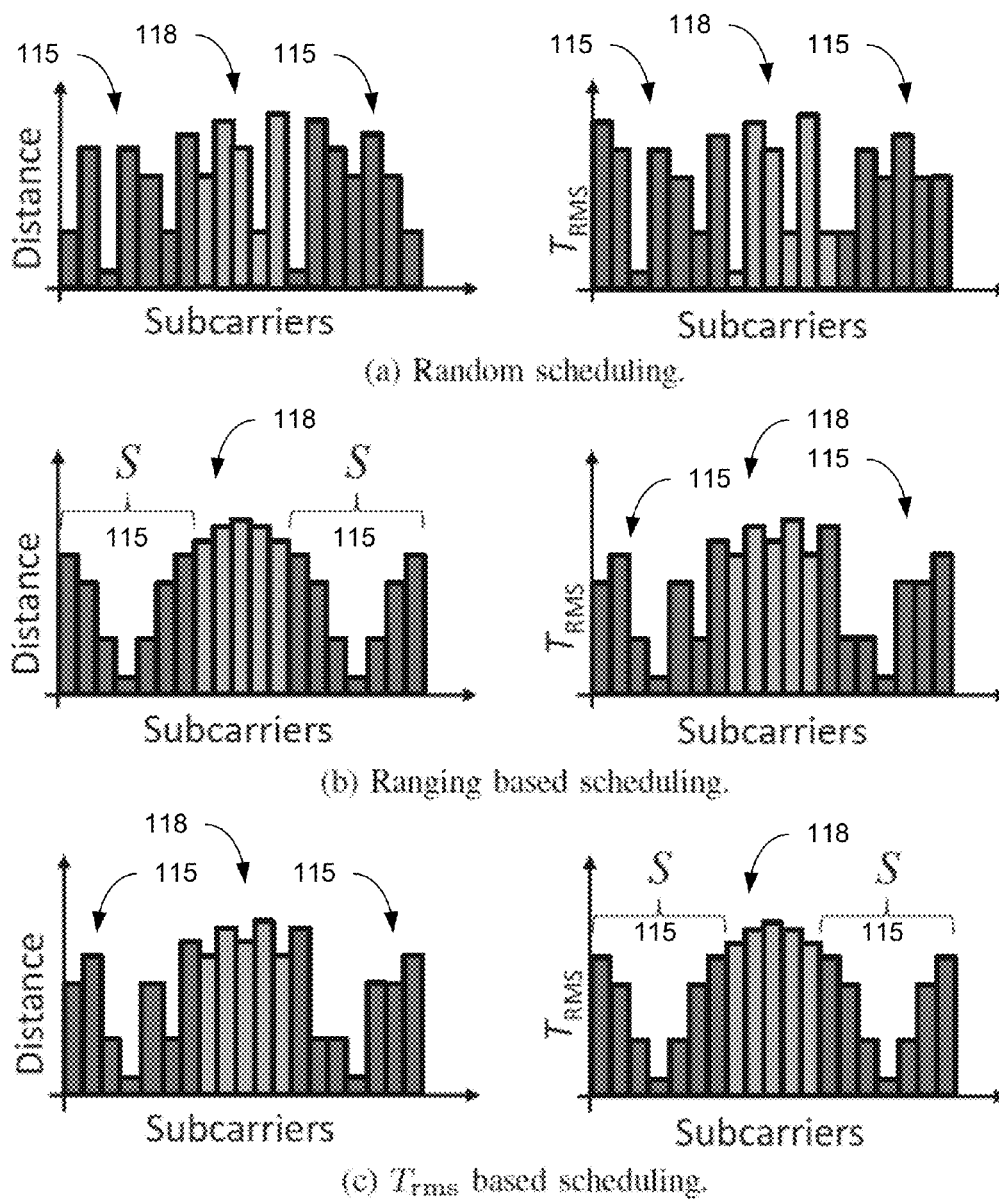 115
118
115
Distance
Subcarriers
115
118
115
TRMS
Subcarriers
(a) Random scheduling.
S
115
118
S
115
Distance
Subcarriers
115
118
115
TRMS
Subcarriers
(b) Ranging based scheduling.
118
115
115
Distance
Subcarriers
S
115
118
S
115
TRMS
Subcarriers
(c) Trms based scheduling.